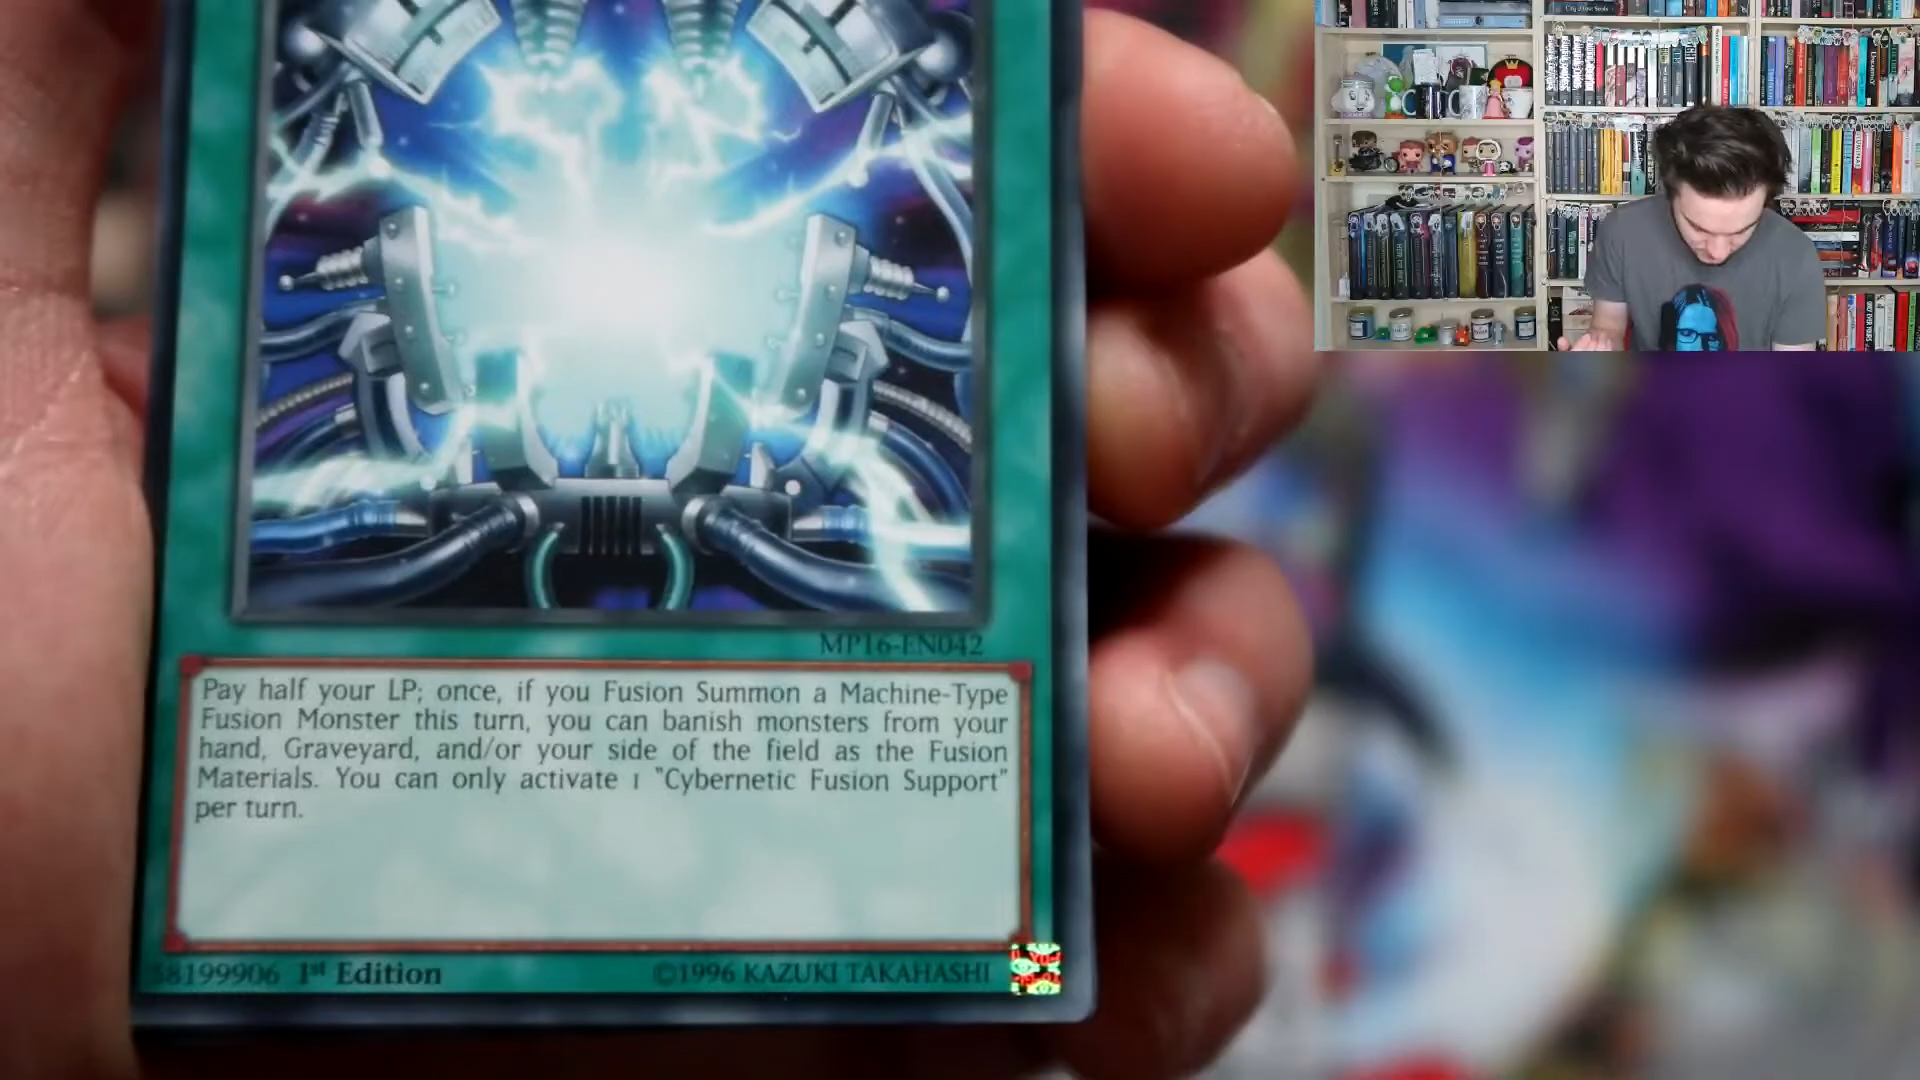 MP16-EN042
Pay half your LP; once, if you Fusion Summon a Machine-Type
Fusion Monster this turn, you can banish monsters from your
hand, Graveyard, and/or your side of the field as the Fusion
Materials. You can only activate 1 "Cybernetic Fusion Support"
per turn.
58199906 1st Edition
©1996 KAZUKI TAKAHASHI